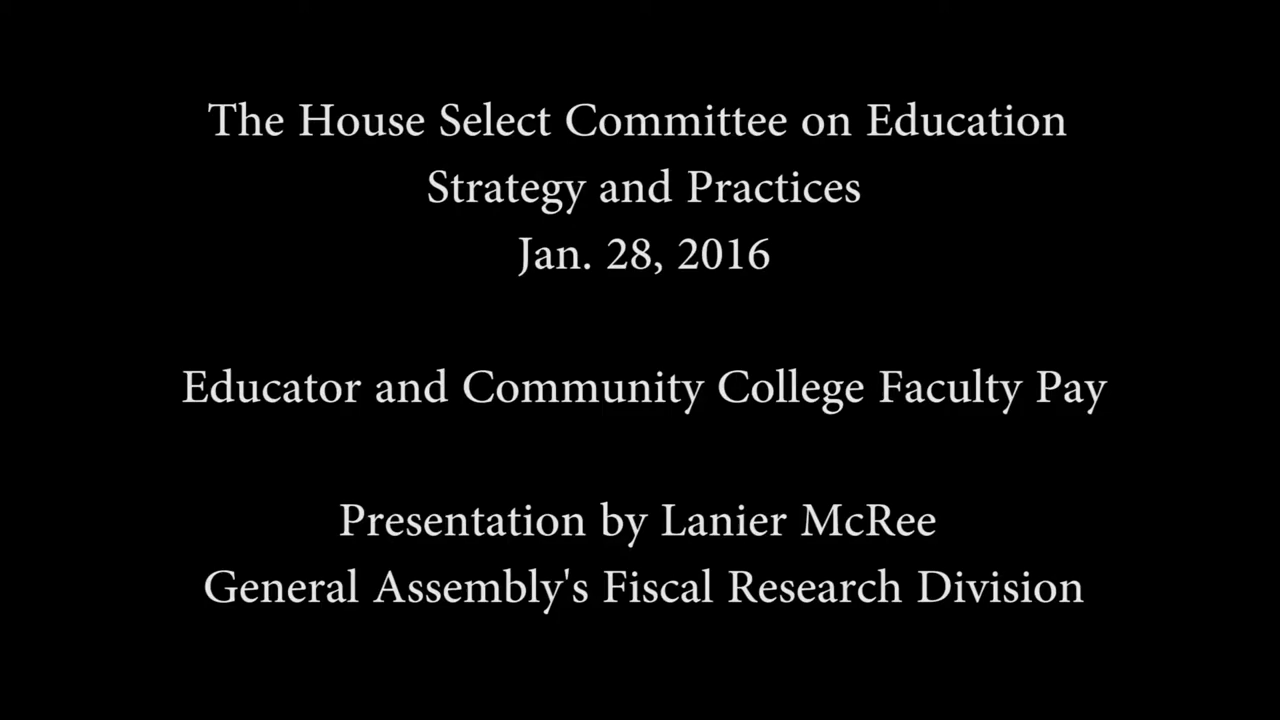 The House Select Committee on Education
Strategy and Practices
Jan. 28, 2016
Educator and Community College Faculty Pay
Presentation by Lanier McRee
General Assembly's Fiscal Research Division